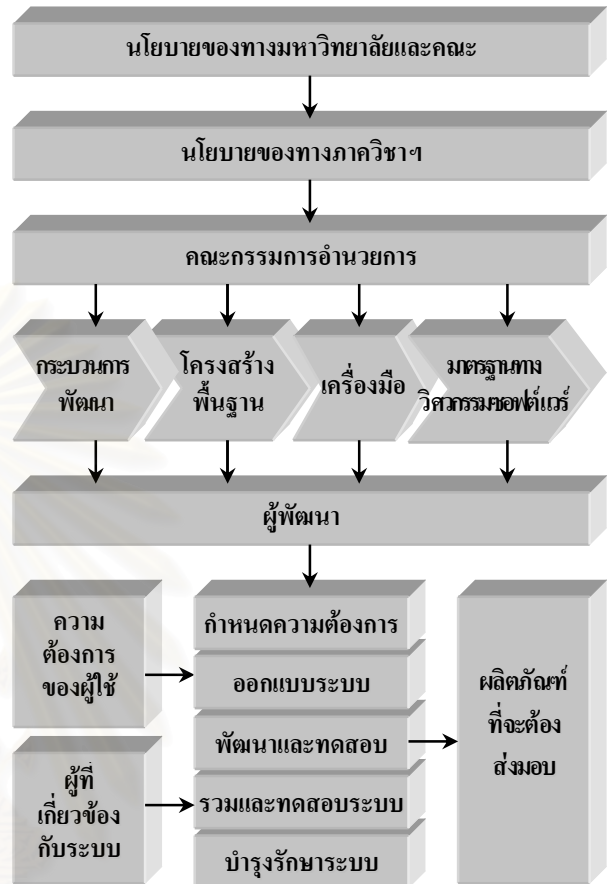 นโยบายของทางมหาวิทยาลัยและคณะ
นโยบายของทางภาควิชาฯ
คณะกรรมการอำนวยการ
กระบวนการ
พัฒนา
โครงสร้าง
พื้นฐาน
เครื่องมือ
มาตรฐานทาง
วิศวกรรมซอฟต์แวร์
ผู้พัฒนา
ความ
ต้องการ
ของผู้ใช้
ผู้ที่
เกี่ยวข้อง
กับระบบ
กำหนดความต้องการ
ออกแบบระบบ
พัฒนาและทดสอบ
รวมและทดสอบระบบ
บำรุงรักษาระบบ
ผลิตภัณฑ์
ที่จะต้อง
ส่งมอบ